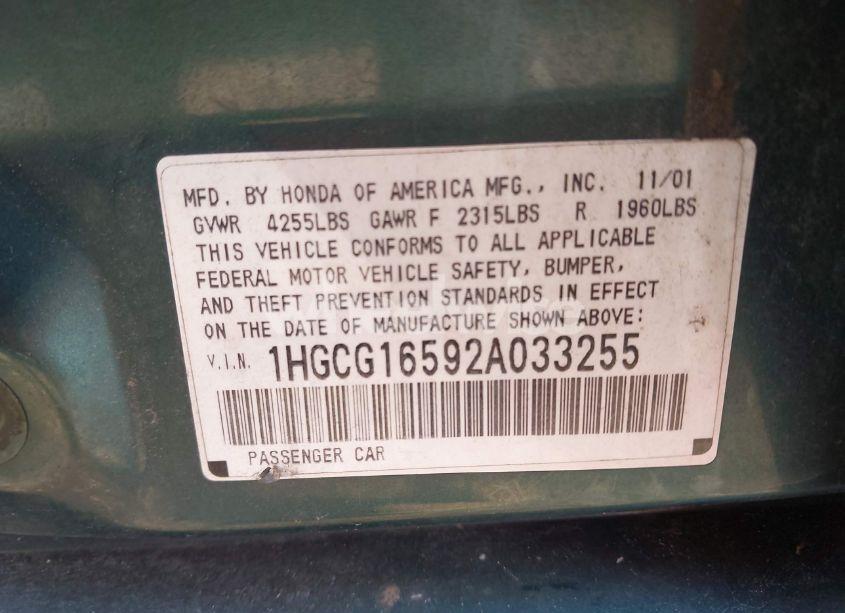 MFD. BY HONDA OF AMERICA MFG., INC. 11/01
GVWR 4255LBS GAWR F 2315LBS R 1960LBS
THIS VEHICLE CONFORMS TO ALL APPLICABLE
FEDERAL MOTOR VEHICLE SAFETY, BUMPER,
AND THEFT PREVENTION STANDARDS IN EFFECT
ON THE DATE OF MANUFACTURE SHOWN ABOVE:
V.I.N. 1HGCG16592A033255
PASSENGER CAR